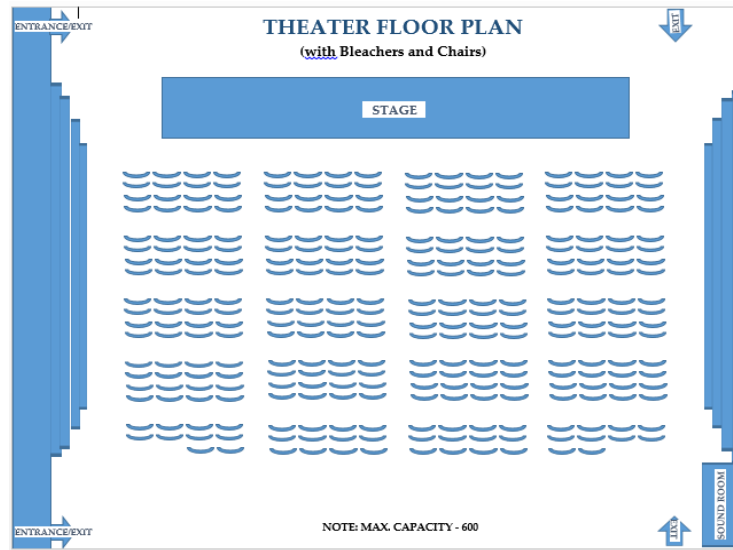 THEATER FLOOR PLAN
(with Bleachers and Chairs)
ENTRANCE/EXIT
EXIT
STAGE
SOUND ROOM
ENTRANCE/EXIT
NOTE: MAX. CAPACITY - 600
EXIT